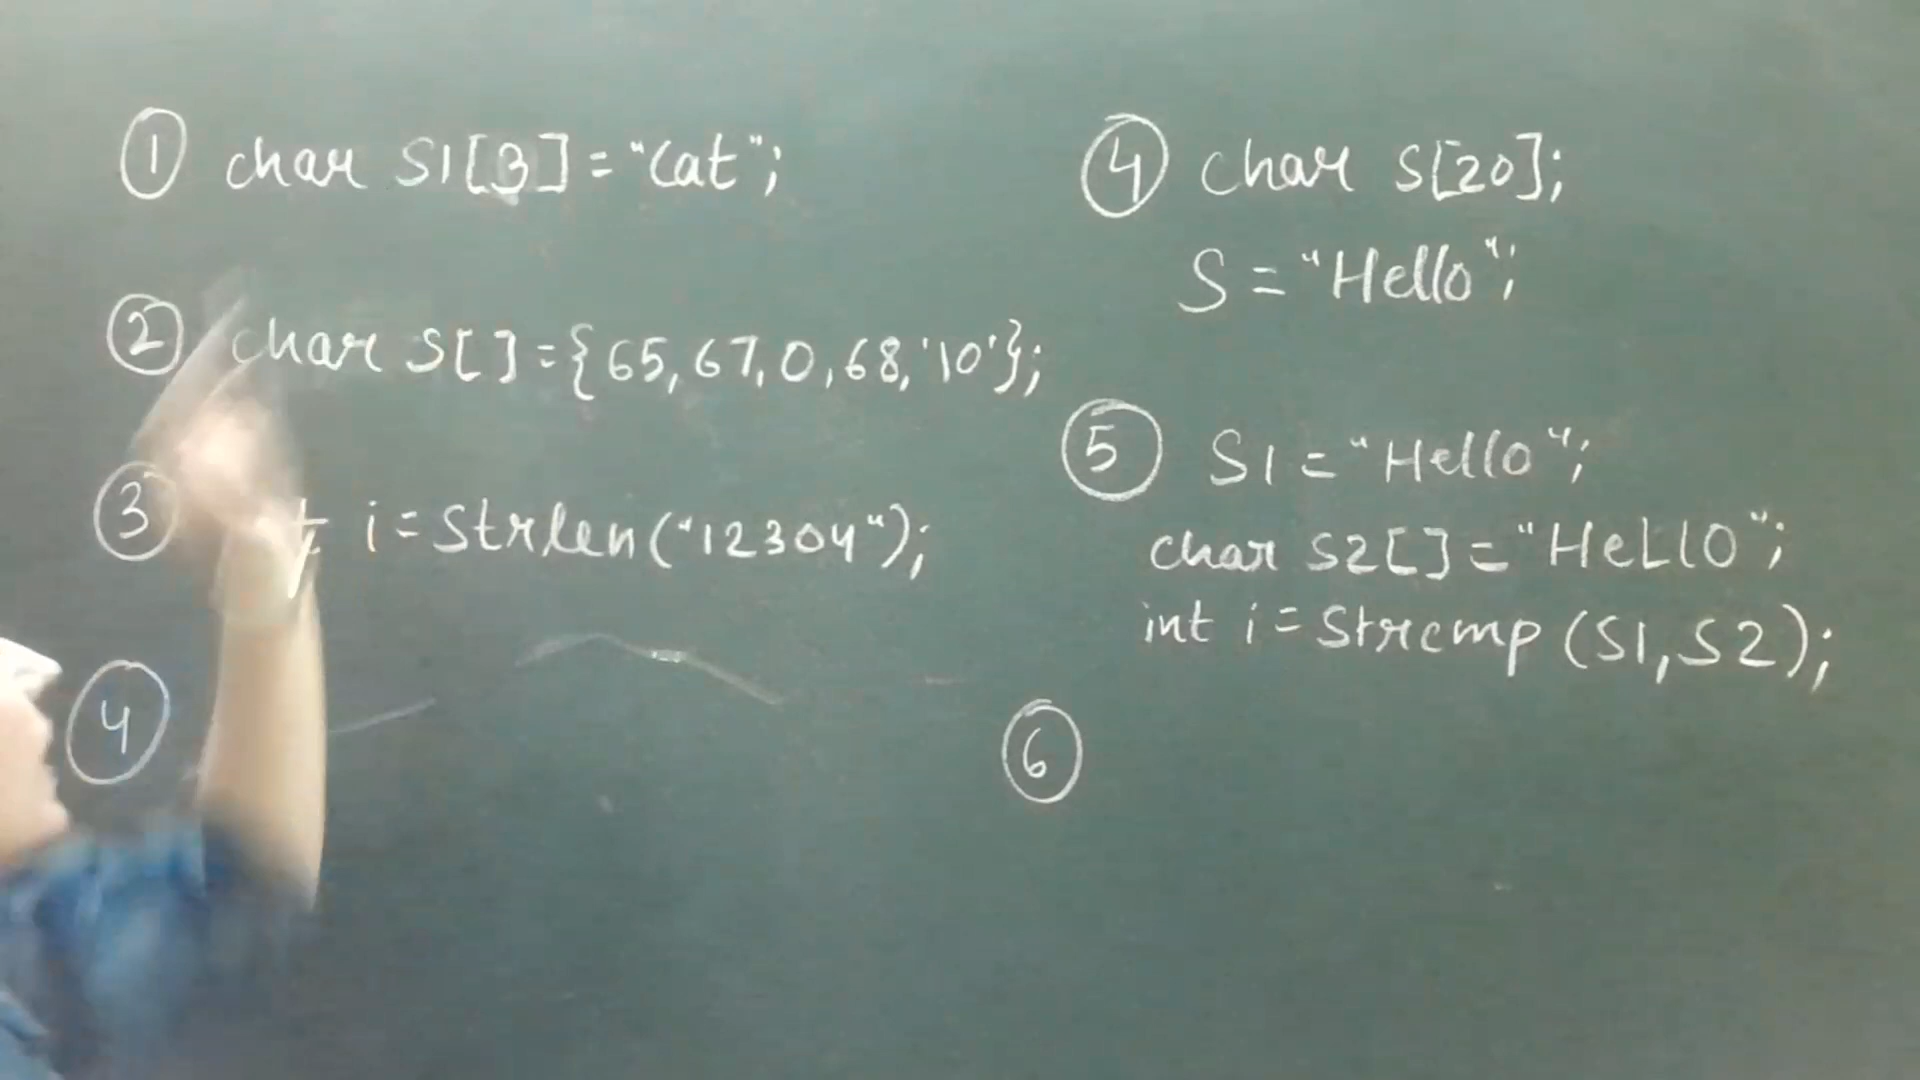 ① char S1[3]="Cat";
② char S[]={65,67,0,68,'\0'};
③ t i=Strlen("12304");
④
④ char S[20];
S="Hello";
⑤ S1="Hello";
char S2[]="HeLlO";
int i=Strcmp(S1,S2);
⑥